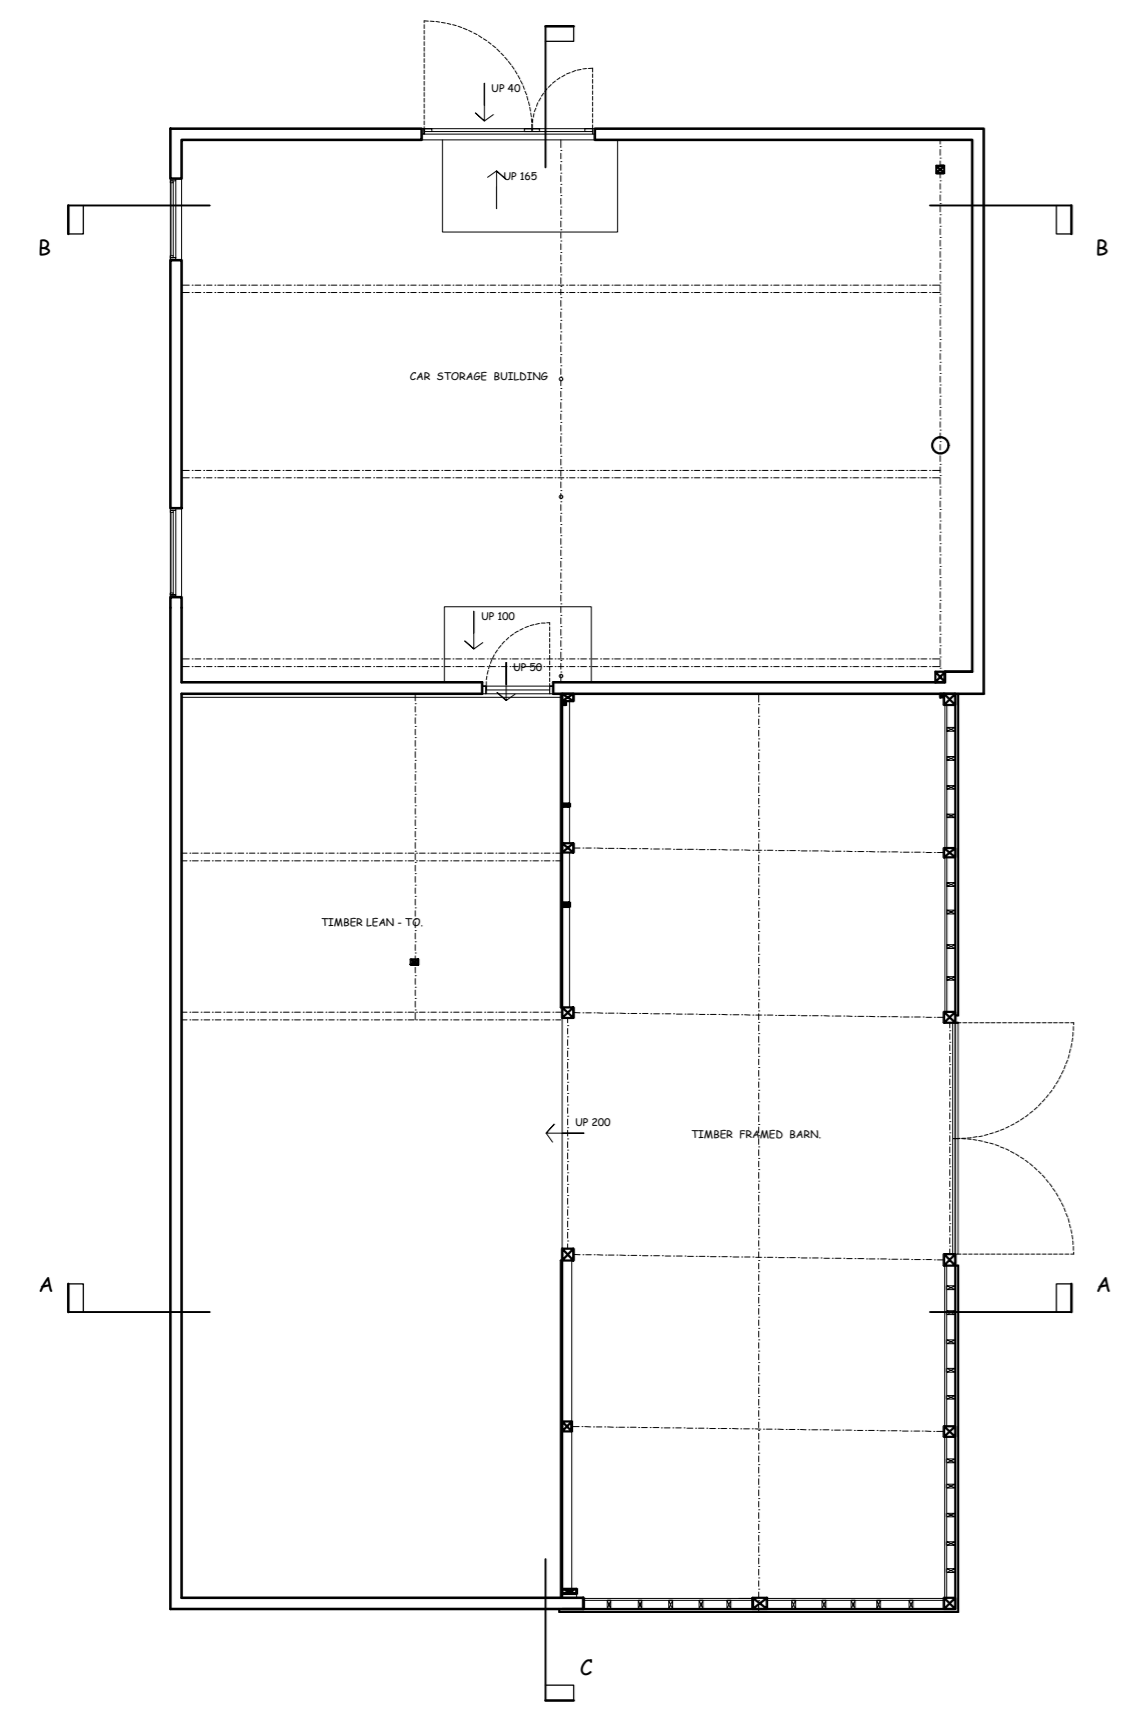 UP 40
UP 165
B
B
CAR STORAGE BUILDING
UP 100
UP 50
TIMBER LEAN - TO.
UP 200
TIMBER FRAMED BARN.
A
A
C